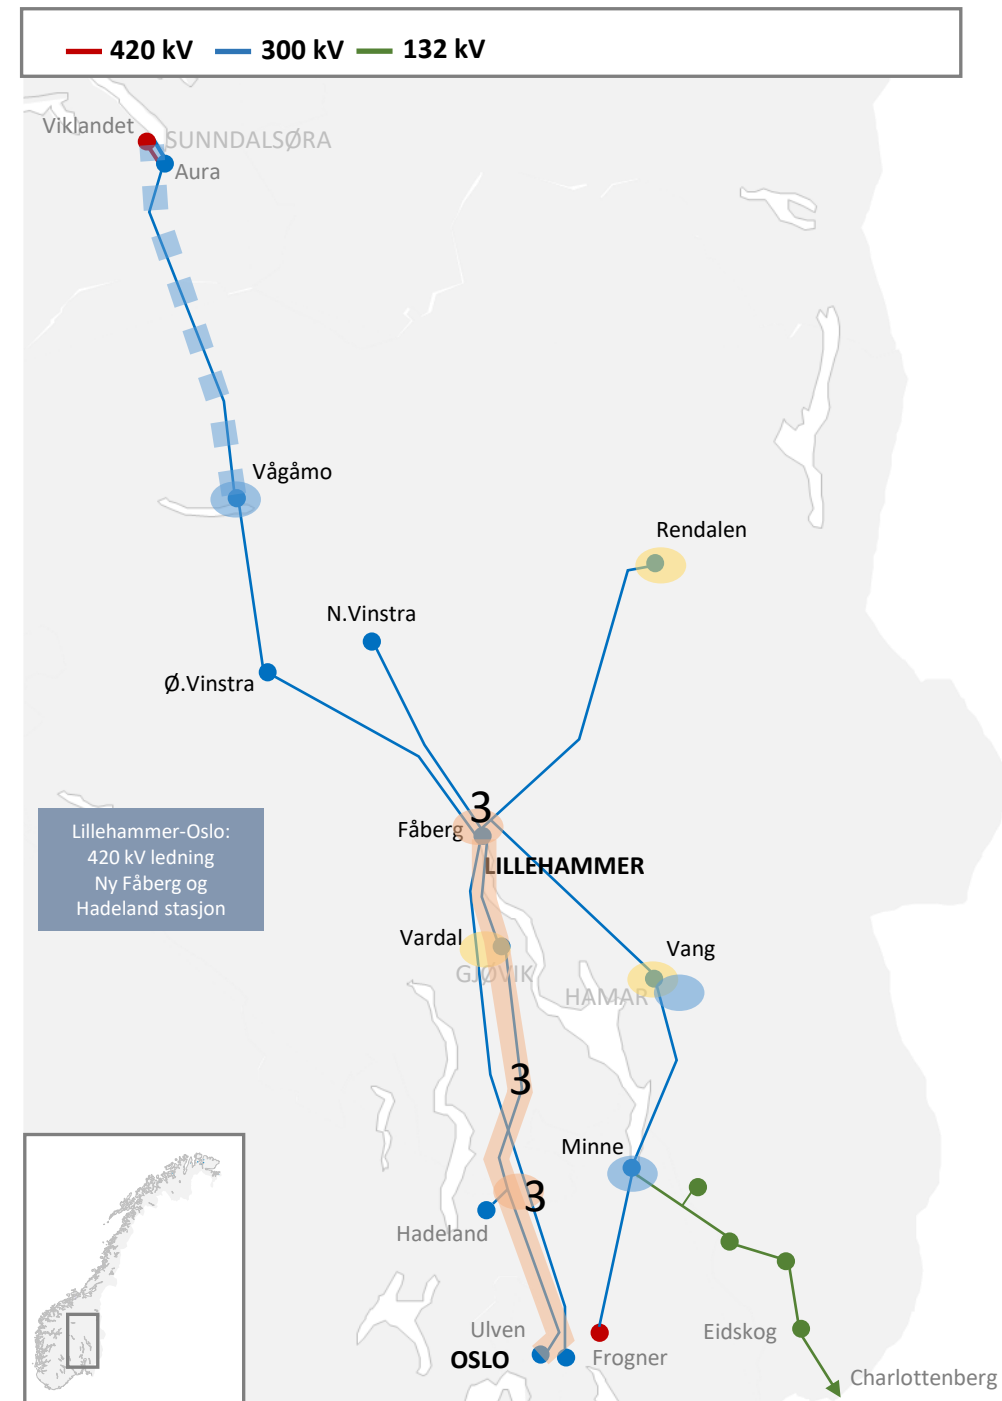 420 kV 300 kV 132 kV
Viklandet
SUNNDALSØRA
Aura
Vågåmo
Rendalen
N.Vinstra
Ø.Vinstra
3
Fåberg
LILLEHAMMER
Lillehammer-Oslo:
420 kV ledning
Ny Fåberg og
Hadeland stasjon
Vardal
Vang
GJØVIK
HAMAR
3
Minne
3
Hadeland
Ulven
Eidskog
OSLO
Frogner
Charlottenberg